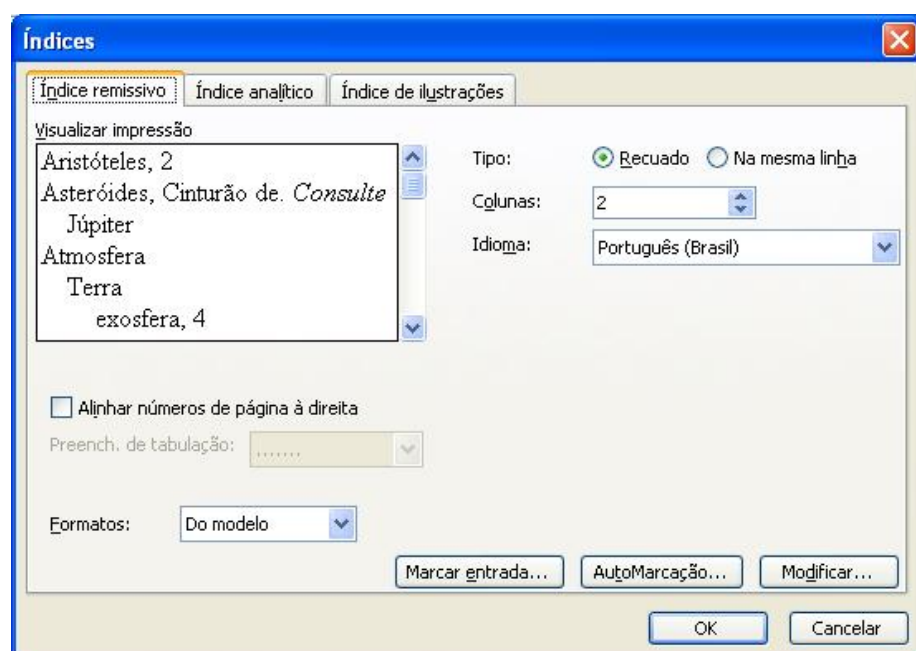 Índices
Índice remissivo Índice analítico Índice de ilustrações
Visualizar impressão
Aristóteles, 2
Asteróides, Cinturão de. Consulte
Júpiter
Atmosfera
Terra
exosfera, 4
Tipo: Recuado Na mesma linha
Colunas: 2
Idioma: Português (Brasil)
Alinhar números de página à direita
Preench. de tabulação: .......
Formatos: Do modelo
Marcar entrada... AutoMarcação... Modificar...
OK Cancelar